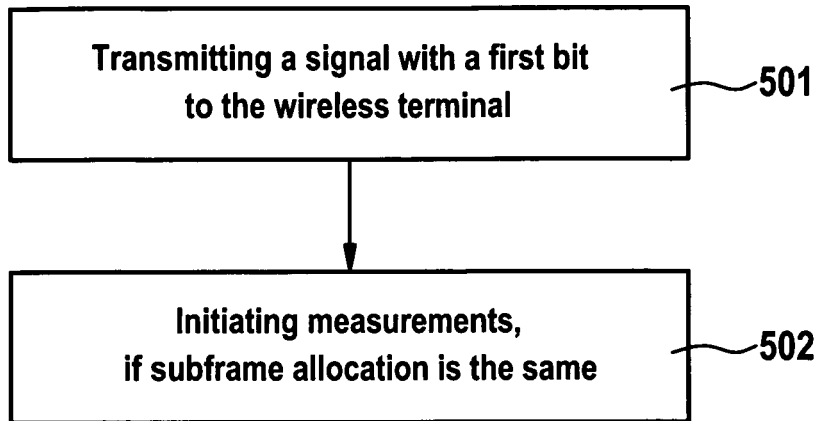 Transmitting a signal with a first bit
to the wireless terminal
501
Initiating measurements,
if subframe allocation is the same
502